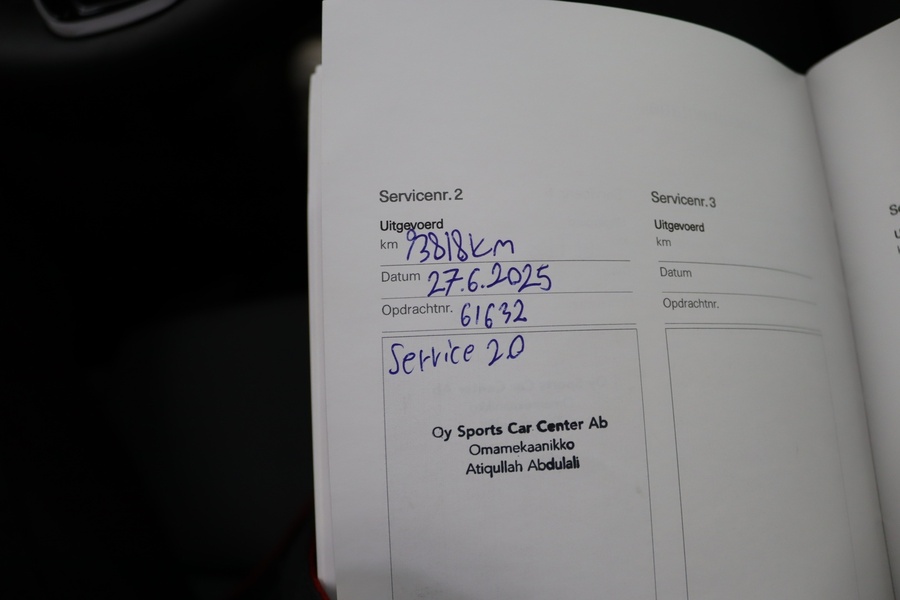 Servicenr. 2
Uitgevoerd
km 93818km
Datum 27.6.2025
Opdrachtnr. 61632
Service 2.0
Oy Sports Car Center Ab
Omamekaanikko
Atiqullah Abdulali
Servicenr. 3
Uitgevoerd
km
Datum
Opdrachtnr.